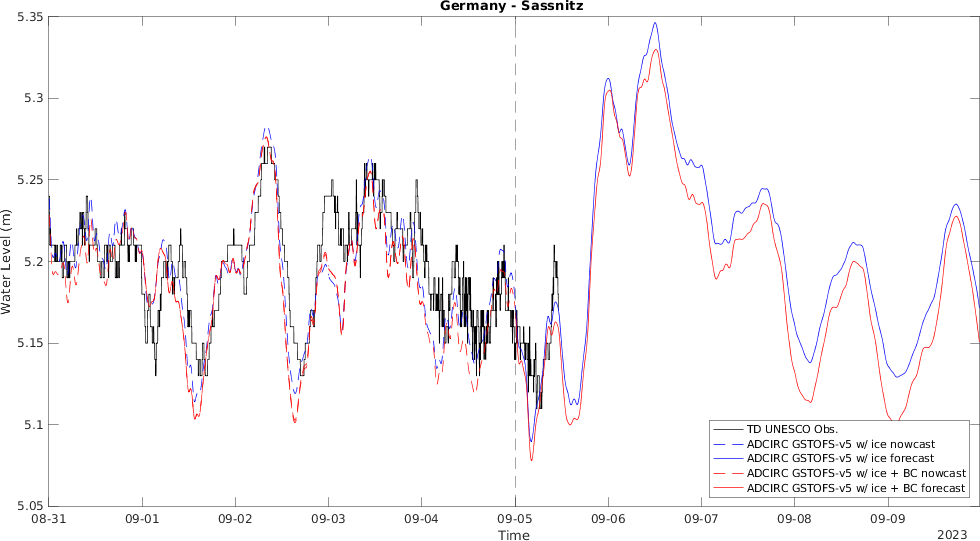 Germany - Sassnitz
5.35
5.3
5.25
5.2
5.15
5.1
5.05
Water Level (m)
08-31 09-01 09-02 09-03 09-04 09-05 09-06 09-07 09-08 09-09
Time
2023
TD UNESCO Obs.
ADCIRC GSTOFS-v5 w/ ice nowcast
ADCIRC GSTOFS-v5 w/ ice forecast
ADCIRC GSTOFS-v5 w/ ice + BC nowcast
ADCIRC GSTOFS-v5 w/ ice + BC forecast